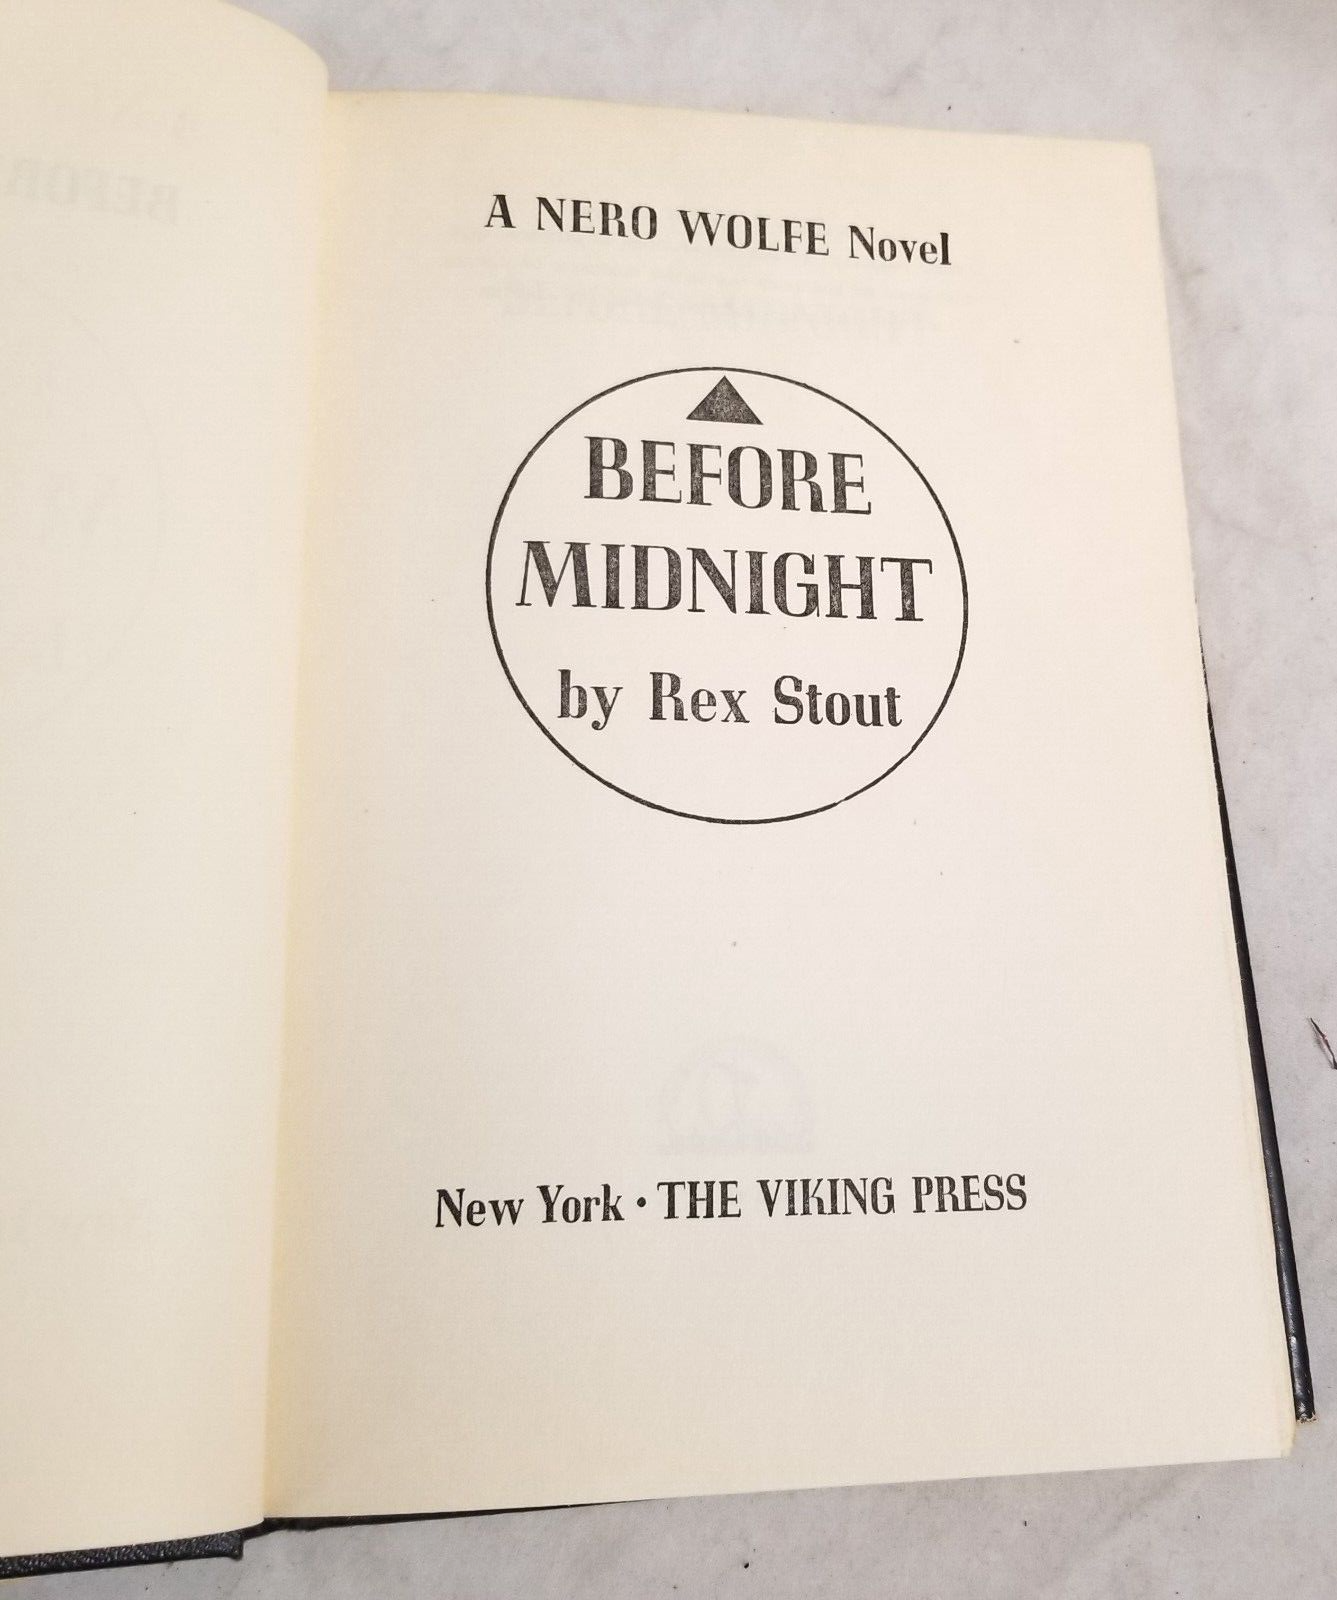 A NERO WOLFE Novel
BEFORE
MIDNIGHT
by Rex Stout
New York • THE VIKING PRESS